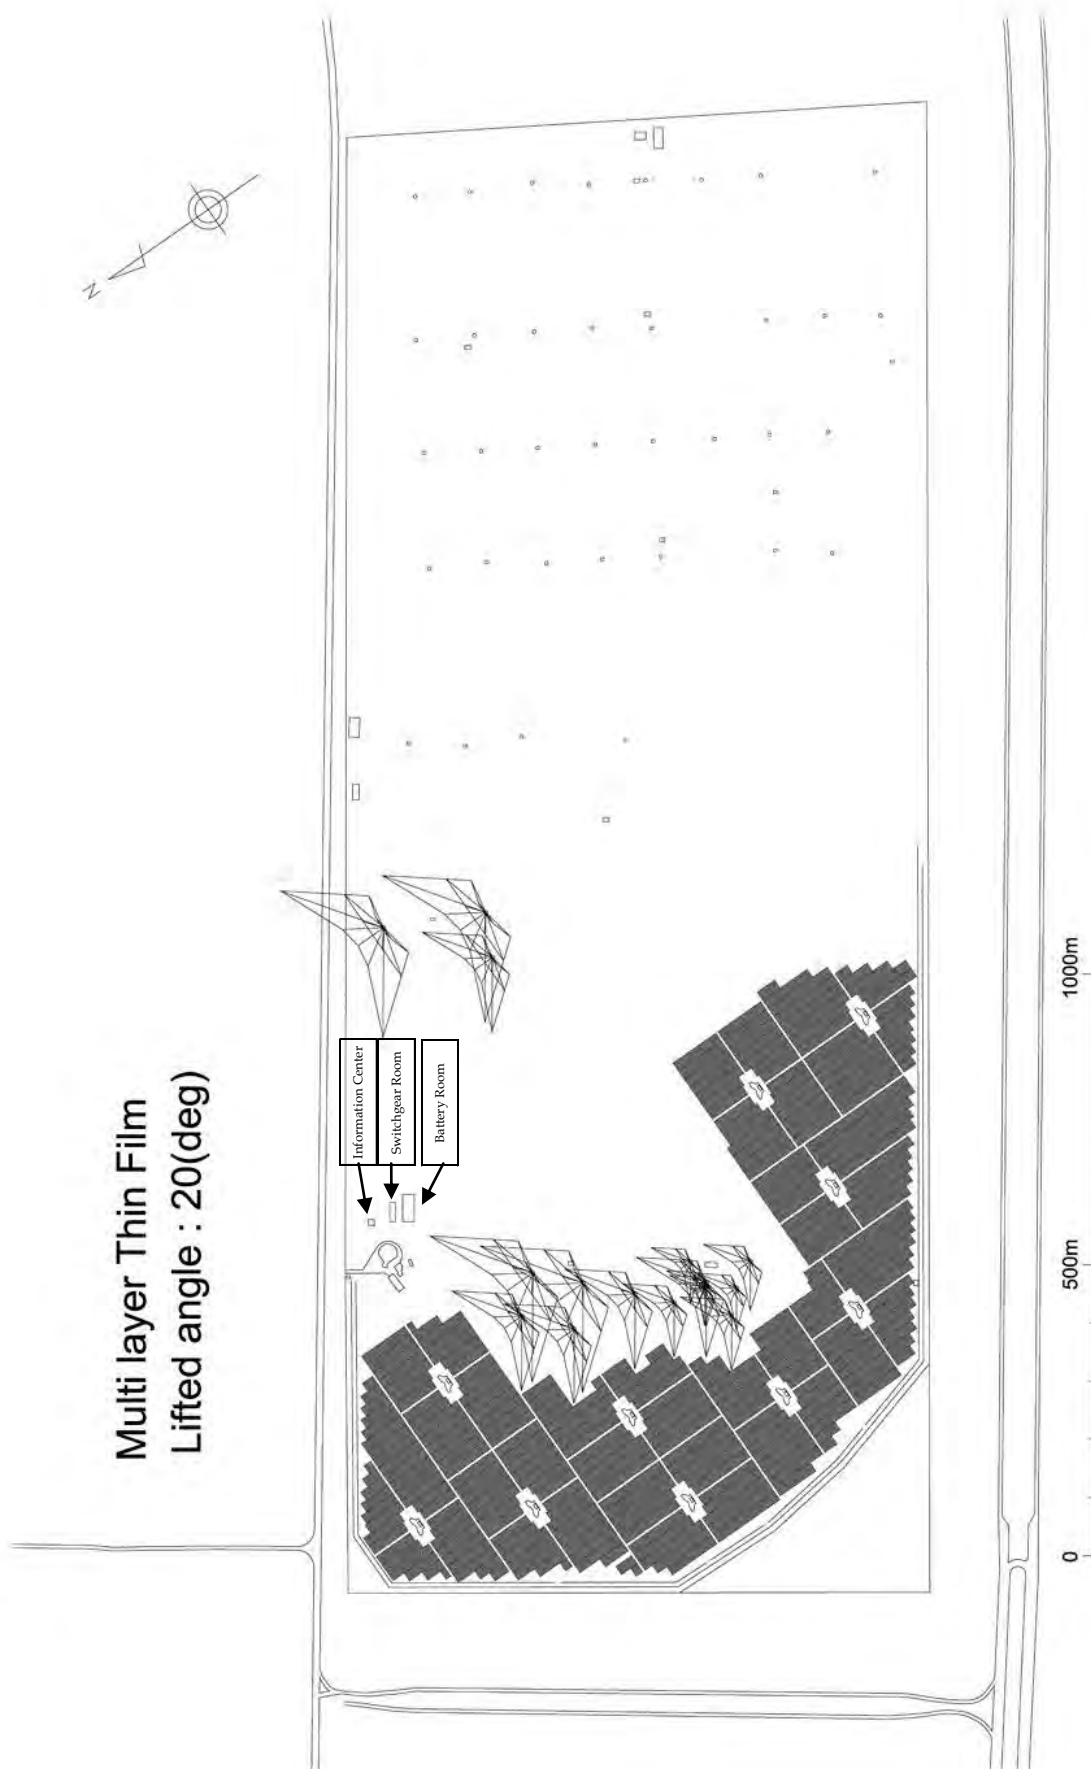 Multi layer Thin Film
Lifted angle : 20(deg)
N
Information Center
Switchgear Room
Battery Room
0
500m
1000m